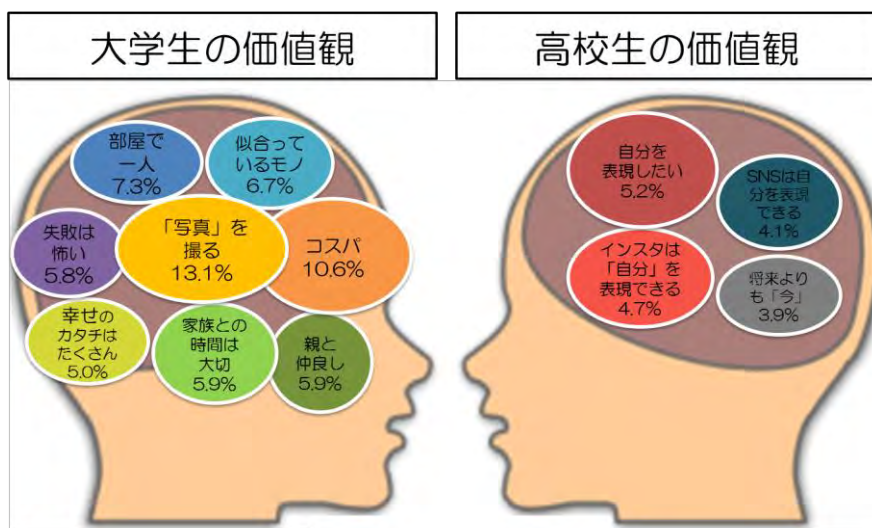 大学生の価値観
部屋で
一人
7.3%
似合って
いるモノ
6.7%
失敗は
怖い
5.8%
「写真」を
撮る
13.1%
コスパ
10.6%
幸せの
カタチは
たくさん
5.0%
家族との
時間は
大切
5.9%
親と
仲良し
5.9%
高校生の価値観
自分を
表現したい
5.2%
SNSは自
分を表現
できる
4.1%
インスタは
「自分」を
表現できる
4.7%
将来より
も「今」
3.9%